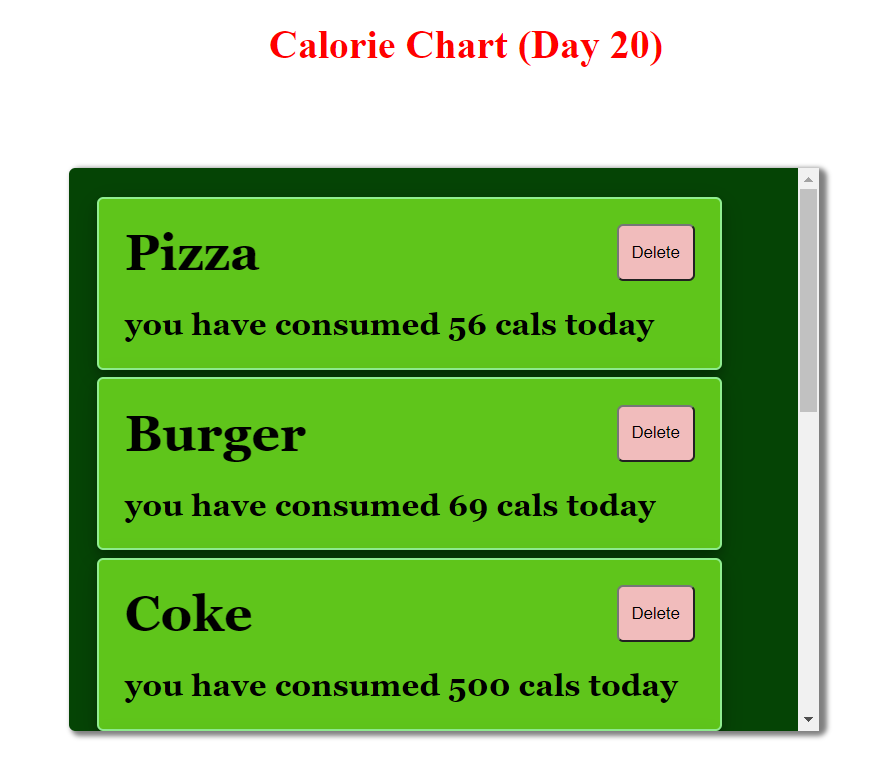 Calorie Chart (Day 20)
Pizza
Delete
you have consumed 56 cals today
Burger
Delete
you have consumed 69 cals today
Coke
Delete
you have consumed 500 cals today